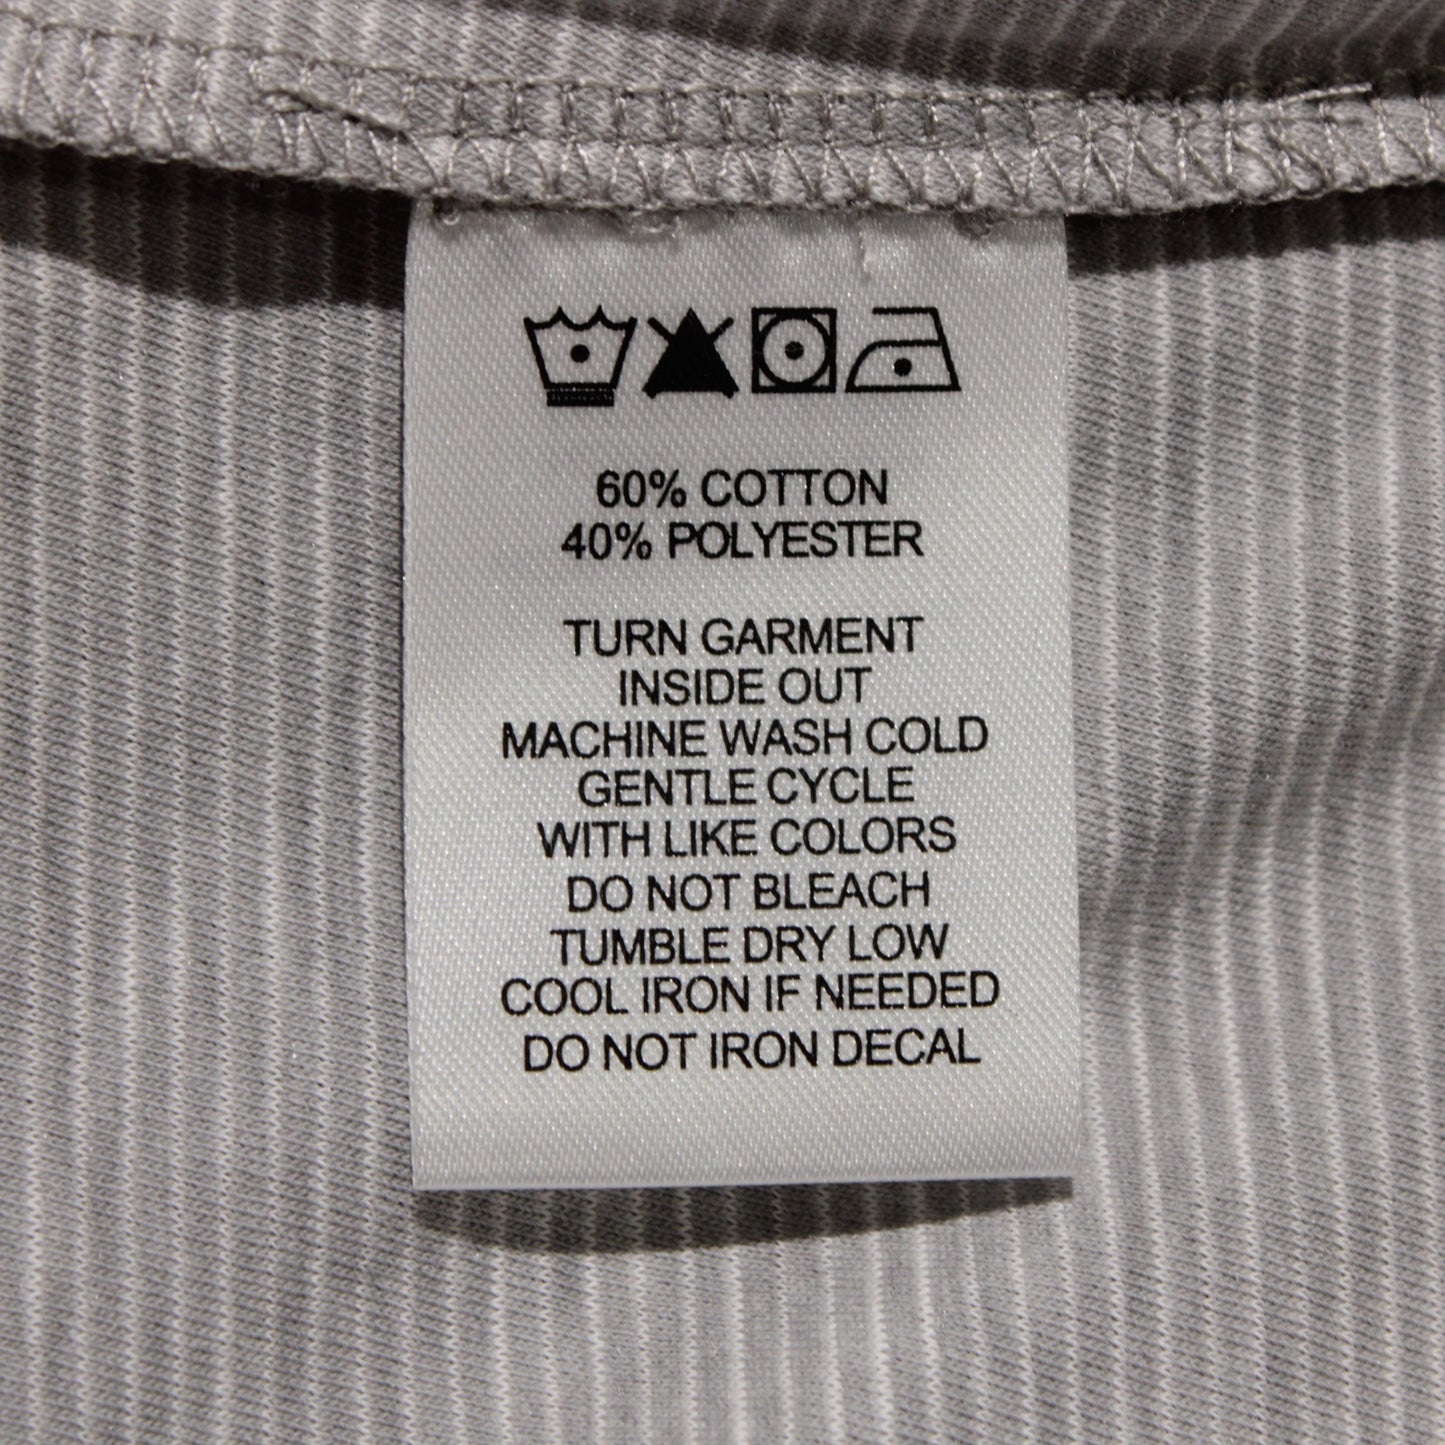 60% COTTON
40% POLYESTER
TURN GARMENT
INSIDE OUT
MACHINE WASH COLD
GENTLE CYCLE
WITH LIKE COLORS
DO NOT BLEACH
TUMBLE DRY LOW
COOL IRON IF NEEDED
DO NOT IRON DECAL